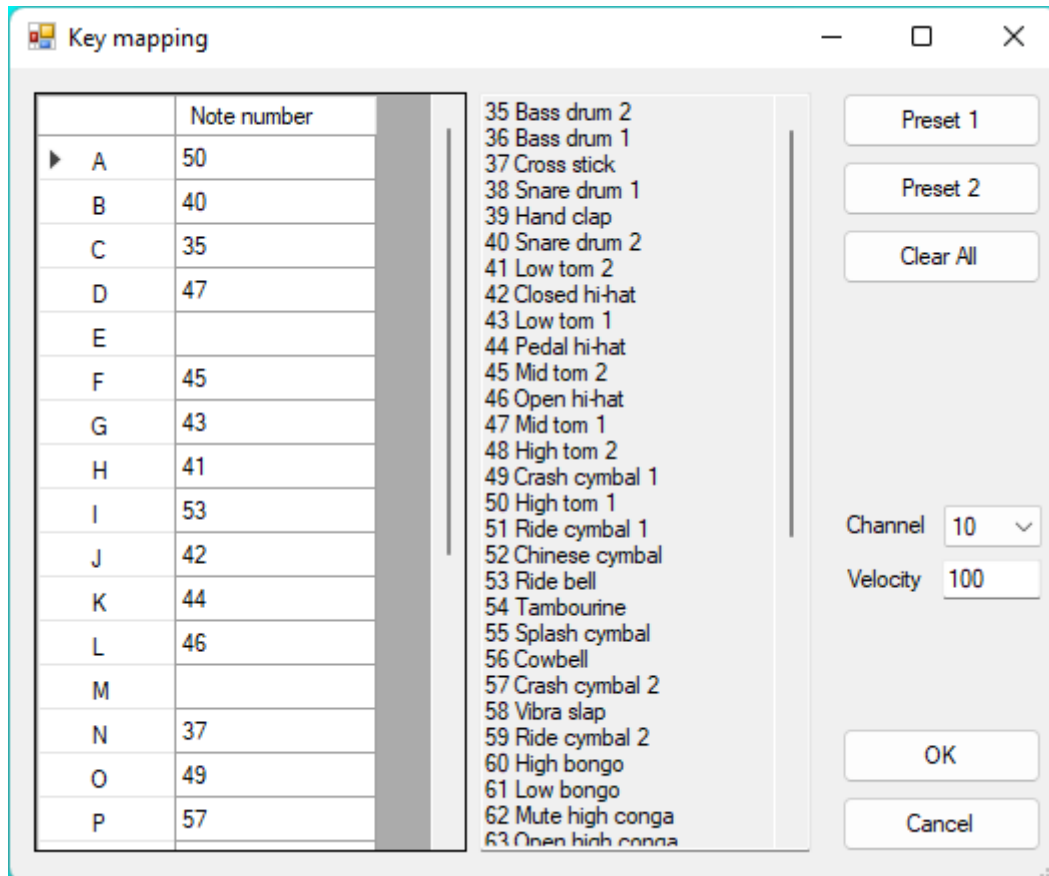 Key mapping
Note number
A 50
B 40
C 35
D 47
E
F 45
G 43
H 41
I 53
J 42
K 44
L 46
M
N 37
O 49
P 57
35 Bass drum 2
36 Bass drum 1
37 Cross stick
38 Snare drum 1
39 Hand clap
40 Snare drum 2
41 Low tom 2
42 Closed hi-hat
43 Low tom 1
44 Pedal hi-hat
45 Mid tom 2
46 Open hi-hat
47 Mid tom 1
48 High tom 2
49 Crash cymbal 1
50 High tom 1
51 Ride cymbal 1
52 Chinese cymbal
53 Ride bell
54 Tambourine
55 Splash cymbal
56 Cowbell
57 Crash cymbal 2
58 Vibra slap
59 Ride cymbal 2
60 High bongo
61 Low bongo
62 Mute high conga
63 Open high conga
Preset 1
Preset 2
Clear All
Channel 10
Velocity 100
OK
Cancel